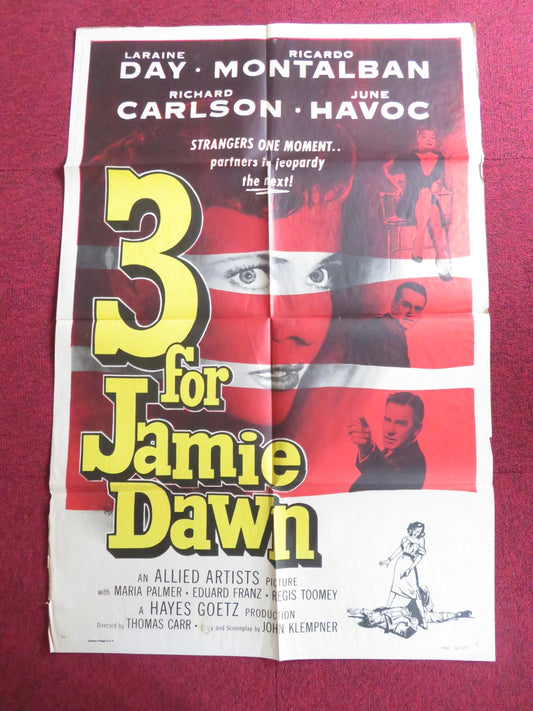 LARAINE DAY · RICARDO MONTALBAN
RICHARD CARLSON · JUNE HAVOC
STRANGERS ONE MOMENT..
partners in jeopardy
the next!
3
for
Jamie
Dawn
AN ALLIED ARTISTS PICTURE
with MARIA PALMER · EDUARD FRANZ · REGIS TOOMEY
A HAYES GOETZ PRODUCTION
Directed by THOMAS CARR · and Screenplay by JOHN KLEMPNER